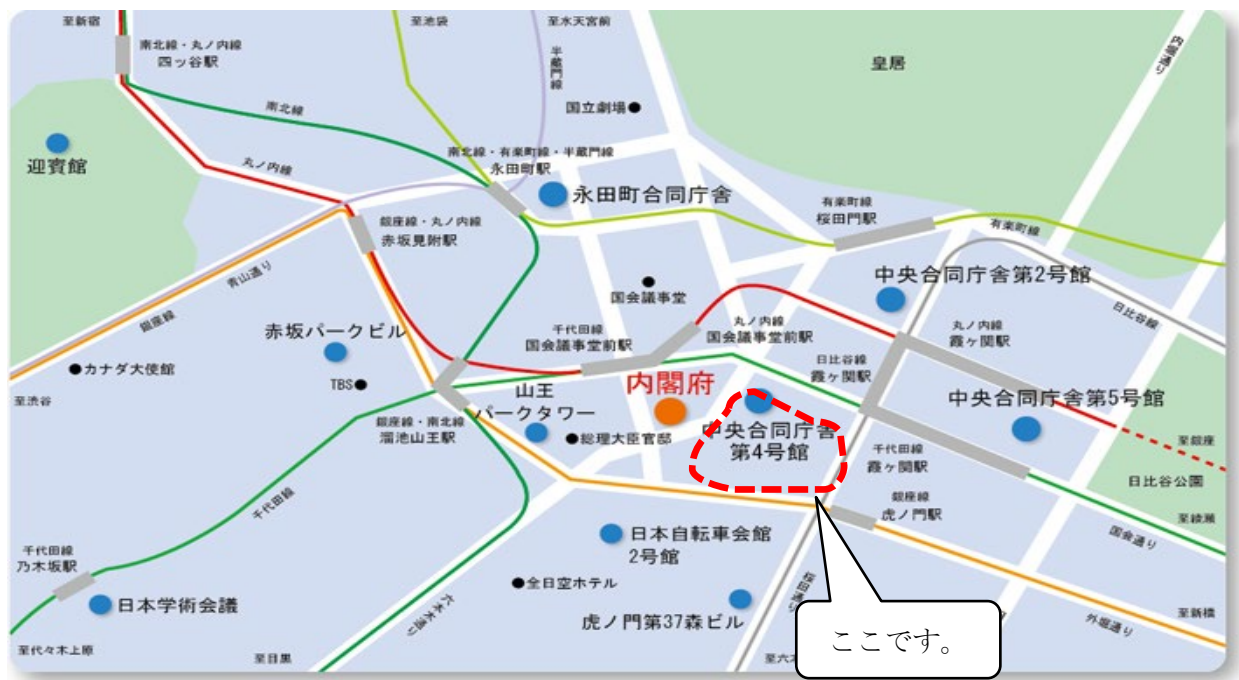 至新宿
至池袋
至水天宮前
内堀通り
南北線・丸ノ内線
四ッ谷駅
半蔵門線
皇居
南北線
国立劇場●
迎賓館
丸ノ内線
南北線・有楽町線・半蔵門線
永田町駅
永田町合同庁舎
有楽町線
桜田門駅
有楽町線
銀座線・丸ノ内線
赤坂見附駅
青山通り
国会議事堂
中央合同庁舎第2号館
日比谷線
銀座線
赤坂パークビル
千代田線
国会議事堂前駅
丸ノ内線
国会議事堂前駅
丸ノ内線
霞ヶ関駅
日比谷線
霞ヶ関駅
●カナダ大使館
TBS●
山王
パークタワー
内閣府
中央合同庁舎第5号館
至渋谷
銀座線・南北線
溜池山王駅
●総理大臣官邸
中央合同庁舎
第4号館
千代田線
霞ヶ関駅
至銀座
日比谷公園
千代田線
銀座線
虎ノ門駅
至綾瀬
国会通り
日本自転車会館
2号館
千代田線
乃木坂駅
●全日空ホテル
桜田通り
日本学術会議
六本木通り
虎ノ門第37森ビル
至新橋
外堀通り
ここです。
至代々木上原
至目黒